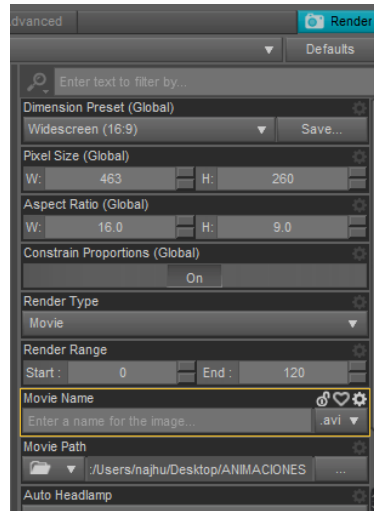 dvanced Render
Defaults
Enter text to filter by...
Dimension Preset (Global)
Widescreen (16:9) Save...
Pixel Size (Global)
W: 463 H: 260
Aspect Ratio (Global)
W: 16.0 H: 9.0
Constrain Proportions (Global)
On
Render Type
Movie
Render Range
Start : 0 End : 120
Movie Name
Enter a name for the image... .avi
Movie Path
:/Users/najhu/Desktop/ANIMACIONES ...
Auto Headlamp